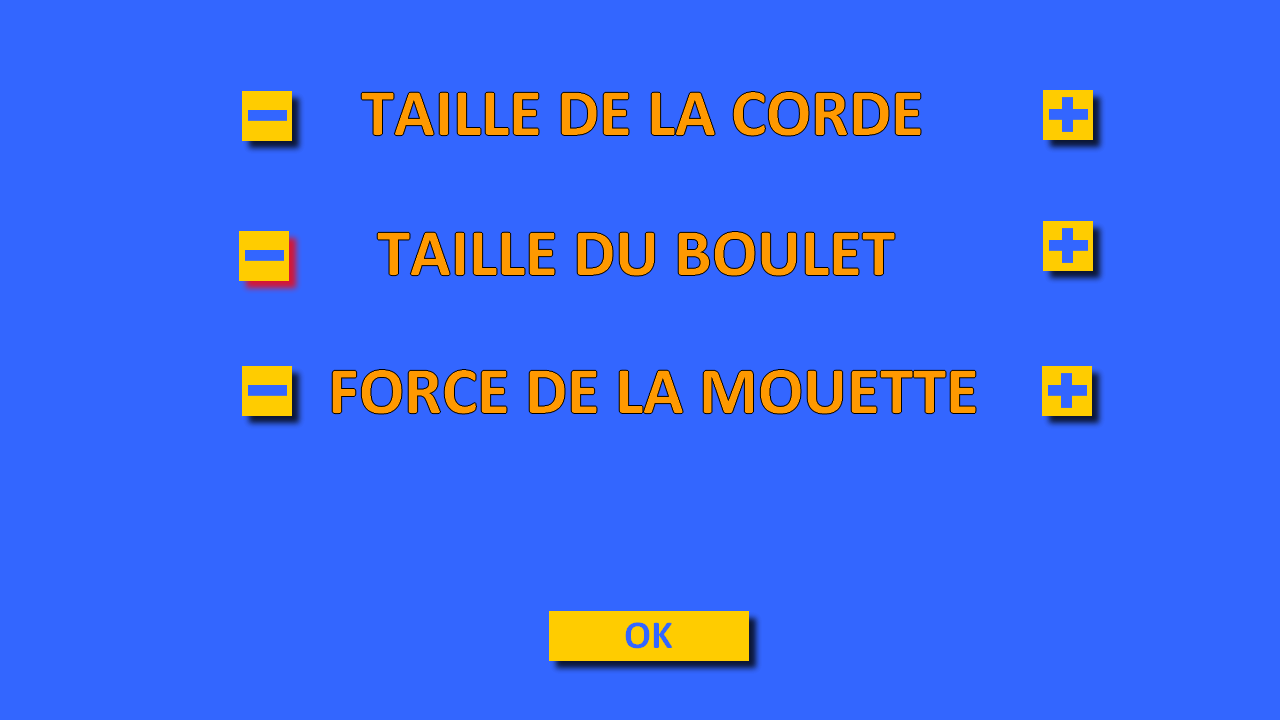 TAILLE DE LA CORDE
TAILLE DU BOULET
FORCE DE LA MOUETTE
OK